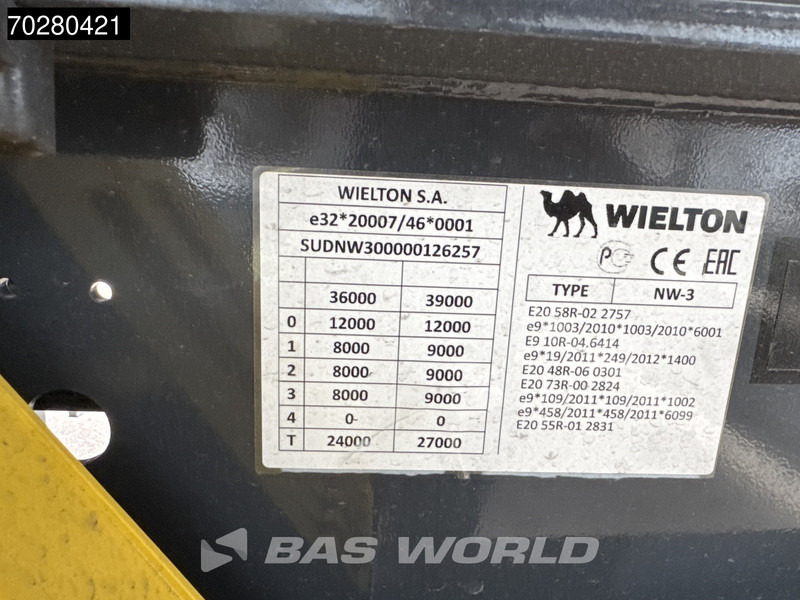 70280421
WIELTON S.A.
e32*20007/46*0001
SUDNW300000126257
36000 39000
0 12000 12000
1 8000 9000
2 8000 9000
3 8000 9000
4 0 0
T 24000 27000
WIELTON
CE EAC
TYPE NW-3
E20 58R-02 2757
e9*1003/2010*1003/2010*6001
E9 10R-04.6414
e9*19/2011*249/2012*1400
E20 48R-06 0301
E20 73R-00 2824
e9*109/2011*109/2011*1002
e9*458/2011*458/2011*6099
E20 55R-01 2831
BAS WORLD